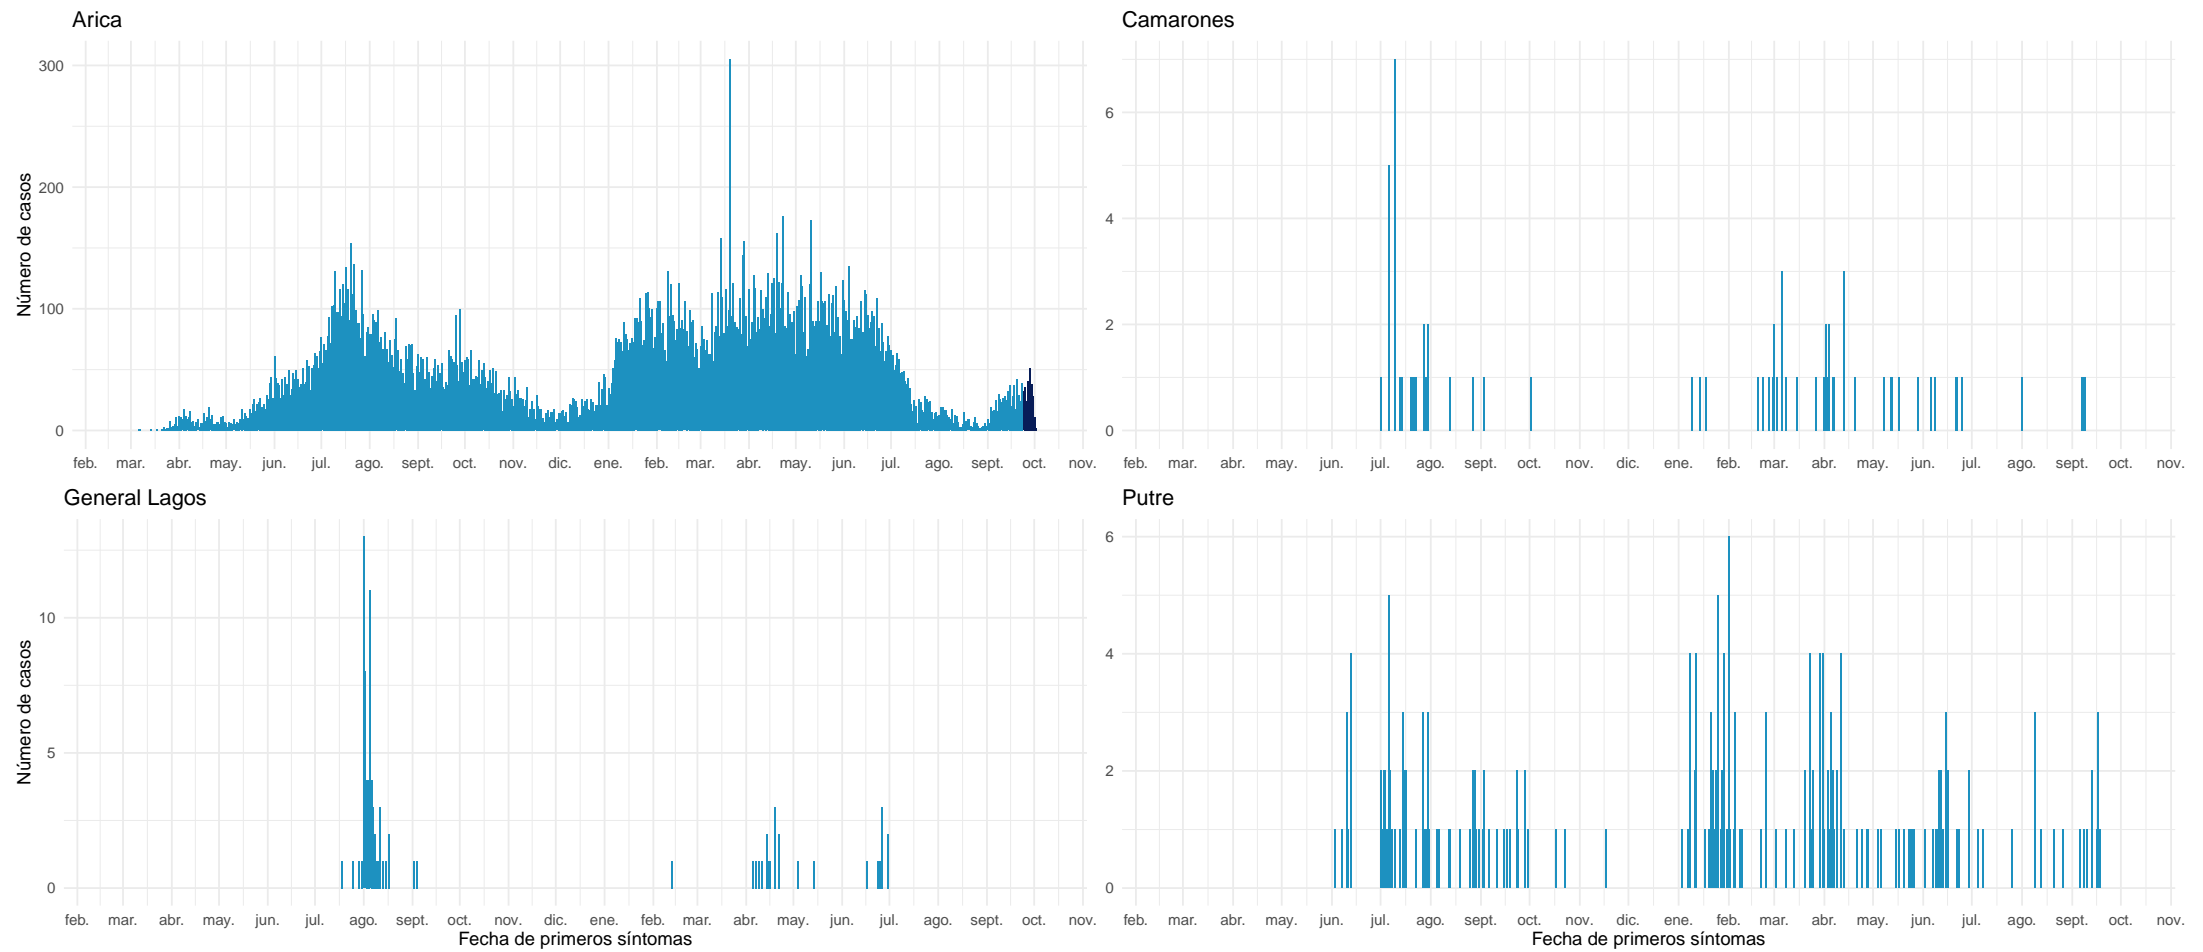 Arica
Camarones
Número de casos
300
200
100
0
6
4
2
0
feb. mar. abr. may. jun. jul. ago. sept. oct. nov. dic. ene. feb. mar. abr. may. jun. jul. ago. sept. oct. nov.
feb. mar. abr. may. jun. jul. ago. sept. oct. nov. dic. ene. feb. mar. abr. may. jun. jul. ago. sept. oct. nov.
General Lagos
Putre
Número de casos
10
5
0
6
4
2
0
feb. mar. abr. may. jun. jul. ago. sept. oct. nov. dic. ene. feb. mar. abr. may. jun. jul. ago. sept. oct. nov.
feb. mar. abr. may. jun. jul. ago. sept. oct. nov. dic. ene. feb. mar. abr. may. jun. jul. ago. sept. oct. nov.
Fecha de primeros síntomas
Fecha de primeros síntomas